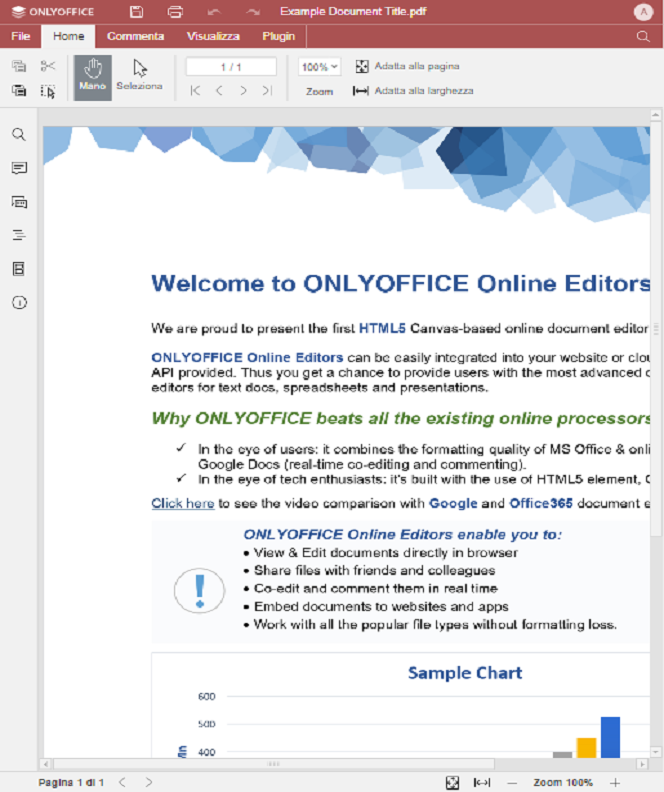 ONLYOFFICE
Example Document Title.pdf
A
File Home Commenta Visualizza Plugin
Mano
Seleziona
1 / 1
100%
Zoom
Adatta alla pagina
Adatta alla larghezza
Welcome to ONLYOFFICE Online Editors
We are proud to present the first HTML5 Canvas-based online document editor
ONLYOFFICE Online Editors can be easily integrated into your website or clou
API provided. Thus you get a chance to provide users with the most advanced
editors for text docs, spreadsheets and presentations.
Why ONLYOFFICE beats all the existing online processors
✓ In the eye of users: it combines the formatting quality of MS Office & onli
Google Docs (real-time co-editing and commenting).
✓ In the eye of tech enthusiasts: it's built with the use of HTML5 element,
Click here to see the video comparison with Google and Office365 document e
ONLYOFFICE Online Editors enable you to:
• View & Edit documents directly in browser
• Share files with friends and colleagues
• Co-edit and comment them in real time
• Embed documents to websites and apps
• Work with all the popular file types without formatting loss.
Sample Chart
600
500
400
Pagina 1 di 1
Zoom 100%